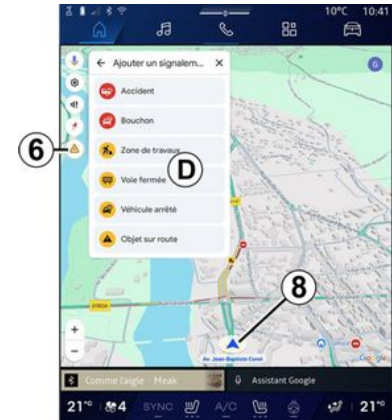 10°C 10:41
← Ajouter un signalem... ×
G
Accident
Bouchon
6
Zone de travaux
D
Voie fermée
Véhicule arrêté
Objet sur route
8
+
−
Av. Jean-Baptiste Corot
Google
Comme l'aigle - Meak
Assistant Google
21° 4 SYNC A/C 21°